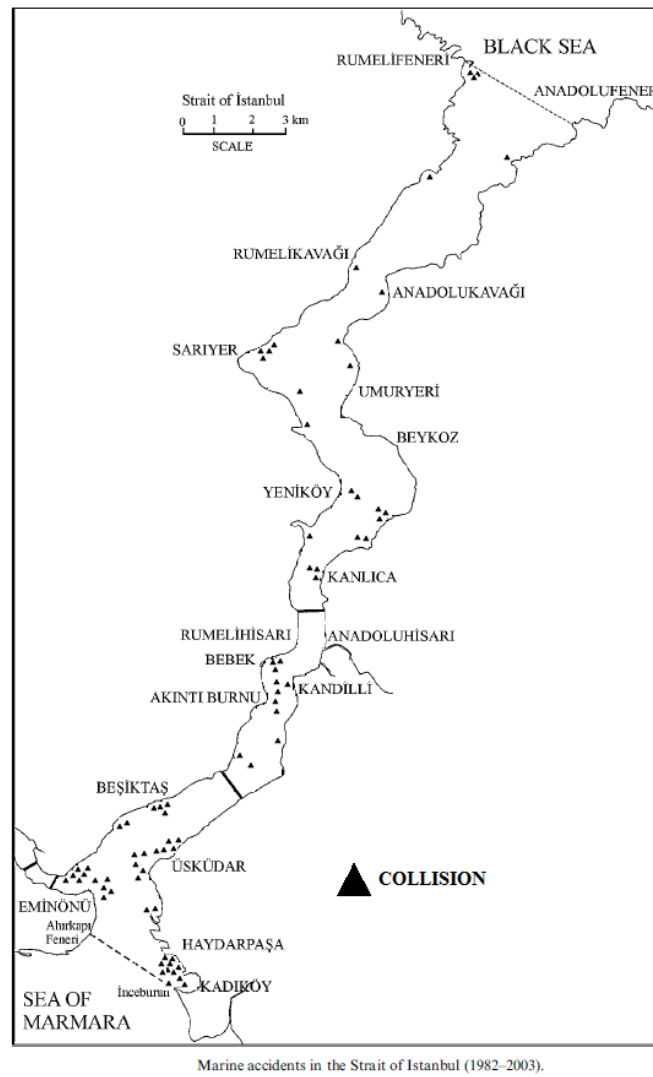 BLACK SEA
RUMELİFENERİ
ANADOLUFENER
Strait of İstanbul
0 1 2 3 km
SCALE
RUMELİKAVAĞI
ANADOLUKAVAĞI
SARIYER
UMURYERİ
BEYKOZ
YENİKÖY
KANLICA
RUMELİHİSARI
ANADOLUHİSARI
BEBEK
AKINTI BURNU
KANDİLLİ
BEŞİKTAŞ
ÜSKÜDAR
COLLISION
EMİNÖNÜ
Ahırkapı
Feneri
HAYDARPAŞA
İnceburun
KADIKÖY
SEA OF
MARMARA
Marine accidents in the Strait of Istanbul (1982–2003).